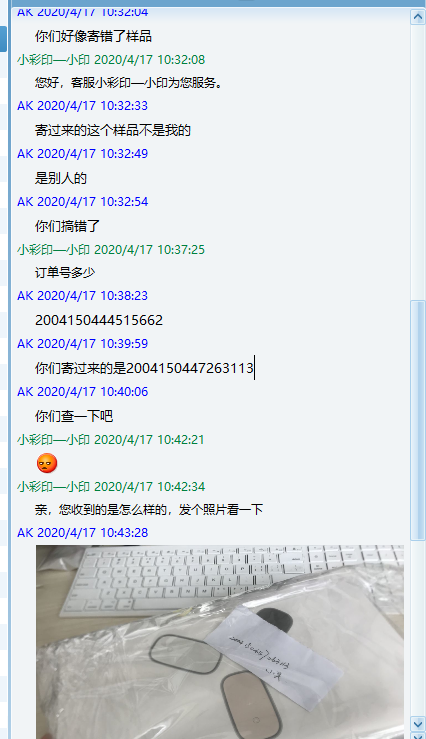 AK 2020/4/17 10:32:04
你们好像寄错了样品
小彩印—小印 2020/4/17 10:32:08
您好，客服小彩印—小印为您服务。
AK 2020/4/17 10:32:33
寄过来的这个样品不是我的
AK 2020/4/17 10:32:49
是别人的
AK 2020/4/17 10:32:54
你们搞错了
小彩印—小印 2020/4/17 10:37:25
订单号多少
AK 2020/4/17 10:38:23
2004150444515662
AK 2020/4/17 10:39:59
你们寄过来的是2004150447263113
AK 2020/4/17 10:40:06
你们查一下吧
小彩印—小印 2020/4/17 10:42:21
小彩印—小印 2020/4/17 10:42:34
亲，您收到的是怎么样的，发个照片看一下
AK 2020/4/17 10:43:28